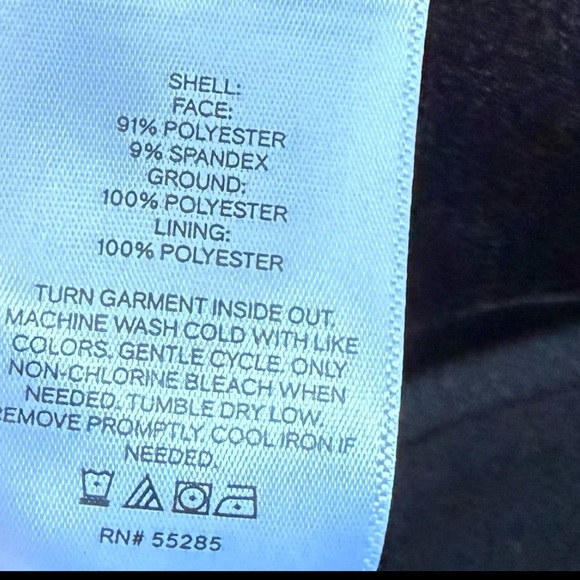 SHELL:
FACE:
91% POLYESTER
9% SPANDEX
GROUND:
100% POLYESTER
LINING:
100% POLYESTER
TURN GARMENT INSIDE OUT.
MACHINE WASH COLD WITH LIKE
COLORS. GENTLE CYCLE. ONLY
NON-CHLORINE BLEACH WHEN
NEEDED. TUMBLE DRY LOW.
REMOVE PROMPTLY. COOL IRON IF
NEEDED.
RN# 55285